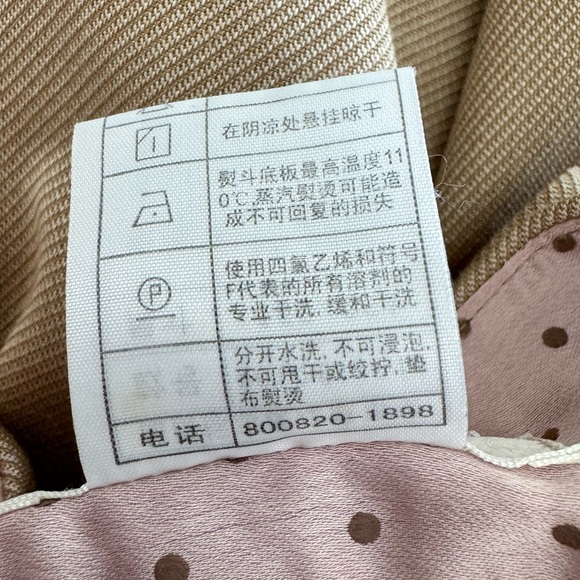 在阴凉处悬挂晾干
熨斗底板最高温度11
0℃,蒸汽熨烫可能造
成不可回复的损失
P
使用四氯乙烯和符号
F代表的所有溶剂的
专业干洗,缓和干洗
分开水洗,不可浸泡,
不可甩干或绞拧,垫
布熨烫
电话
800820-1898